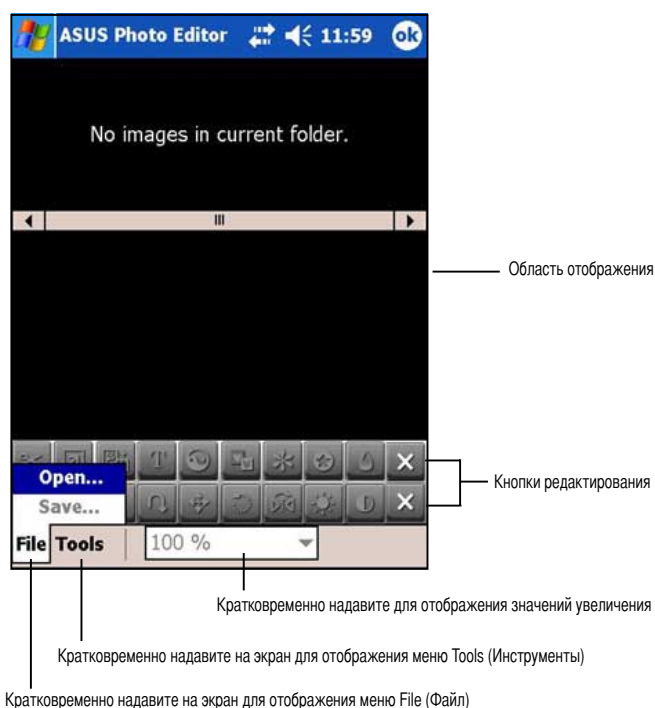 ASUS Photo Editor 11:59 ok
No images in current folder.
Область отображения
T
Open...
Кнопки редактирования
Save...
File Tools 100 %
Кратковременно надавите для отображения значений увеличения
Кратковременно надавите на экран для отображения меню Tools (Инструменты)
Кратковременно надавите на экран для отображения меню File (Файл)